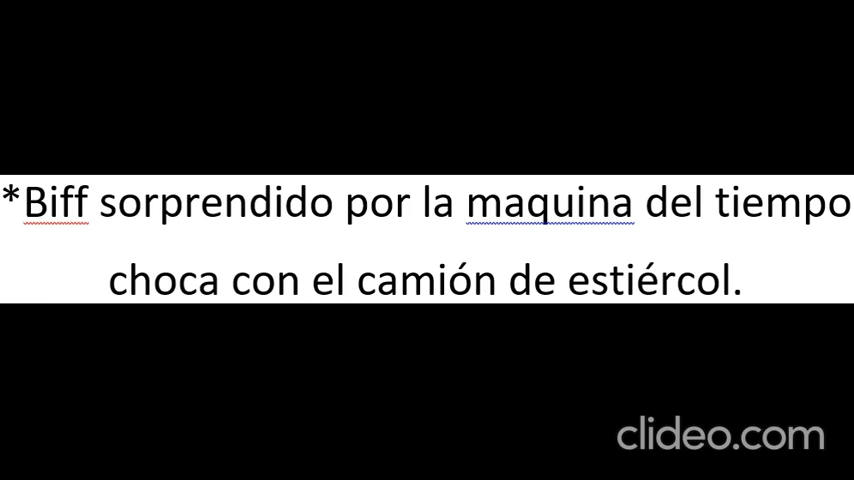 *Biff sorprendido por la maquina del tiempo
choca con el camión de estiércol.
clideo.com